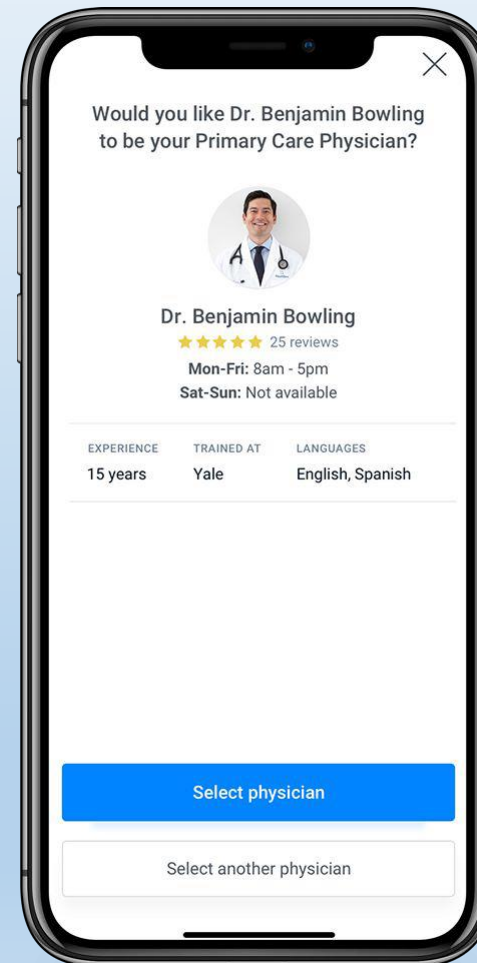 Would you like Dr. Benjamin Bowling
to be your Primary Care Physician?
Dr. Benjamin Bowling
25 reviews
Mon-Fri: 8am - 5pm
Sat-Sun: Not available
EXPERIENCE TRAINED AT LANGUAGES
15 years Yale English, Spanish
Select physician
Select another physician